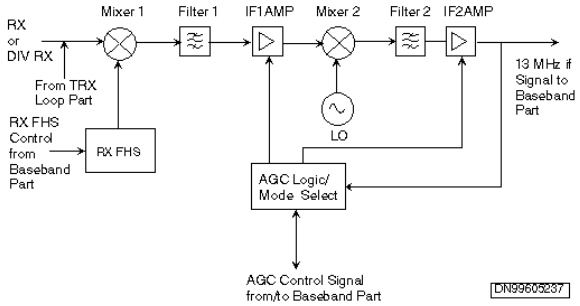 RX
or
DIV RX
Mixer 1
Filter 1
IF1AMP
Mixer 2
Filter 2
IF2AMP
From TRX
Loop Part
13 MHz if
Signal to
Baseband
Part
LO
RX FHS
Control
from
Baseband
Part
RX FHS
AGC Logic/
Mode Select
AGC Control Signal
from/to Baseband Part
DN99605237